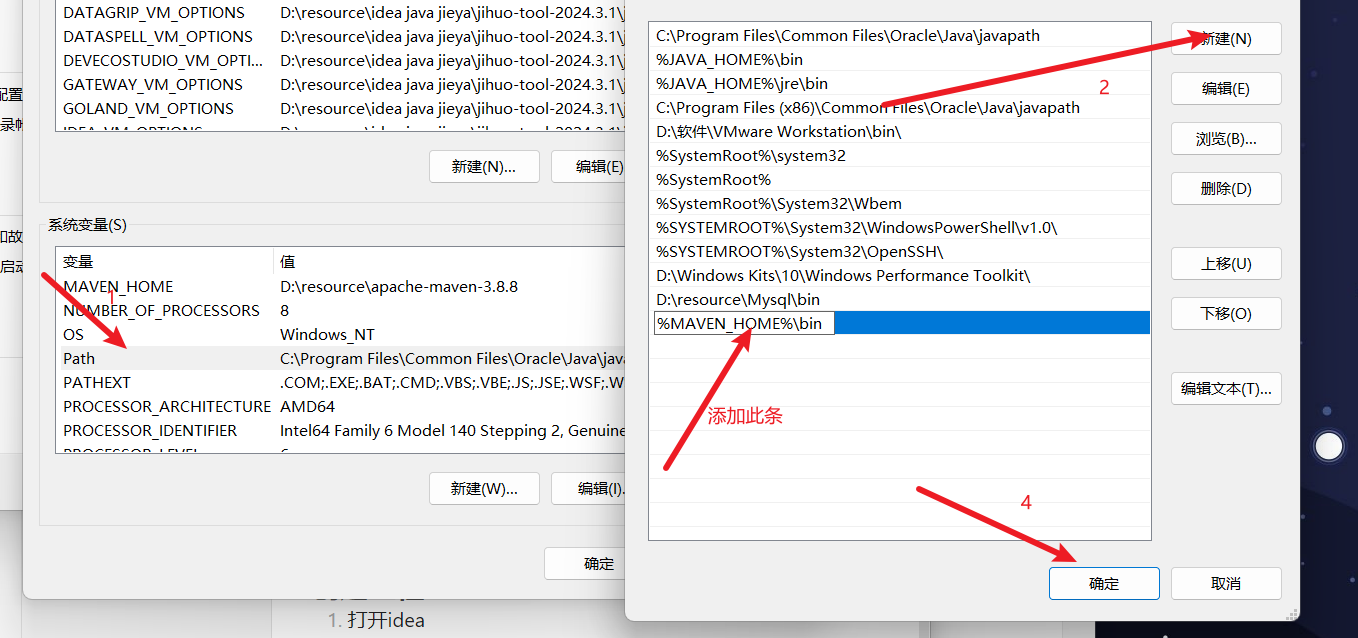 DATAGRIP_VM_OPTIONS D:\resource\idea java jieya\jihuo-tool-2024.3.1\j
DATASPELL_VM_OPTIONS D:\resource\idea java jieya\jihuo-tool-2024.3.1\j
DEVECOSTUDIO_VM_OPTI... D:\resource\idea java jieya\jihuo-tool-2024.3.1\j
GATEWAY_VM_OPTIONS D:\resource\idea java jieya\jihuo-tool-2024.3.1\j
GOLAND_VM_OPTIONS D:\resource\idea java jieya\jihuo-tool-2024.3.1\j
新建(N)... 编辑(E)
系统变量(S)
变量 值
MAVEN_HOME D:\resource\apache-maven-3.8.8
1
NUMBER_OF_PROCESSORS 8
OS Windows_NT
Path C:\Program Files\Common Files\Oracle\Java\java
PATHEXT .COM;.EXE;.BAT;.CMD;.VBS;.VBE;.JS;.JSE;.WSF;.W
PROCESSOR_ARCHITECTURE AMD64
PROCESSOR_IDENTIFIER Intel64 Family 6 Model 140 Stepping 2, Genuine
新建(W)... 编辑(I).
确定
1. 打开idea
配置
录帐
启动
C:\Program Files\Common Files\Oracle\Java\javapath
%JAVA_HOME%\bin
%JAVA_HOME%\jre\bin
C:\Program Files (x86)\Common Files\Oracle\Java\javapath
D:\软件\VMware Workstation\bin\
%SystemRoot%\system32
%SystemRoot%
%SystemRoot%\System32\Wbem
%SYSTEMROOT%\System32\WindowsPowerShell\v1.0\
%SYSTEMROOT%\System32\OpenSSH\
D:\Windows Kits\10\Windows Performance Toolkit\
D:\resource\Mysql\bin
%MAVEN_HOME%\bin
添加此条
2
4
新建(N)
编辑(E)
浏览(B)...
删除(D)
上移(U)
下移(O)
编辑文本(T)...
确定 取消